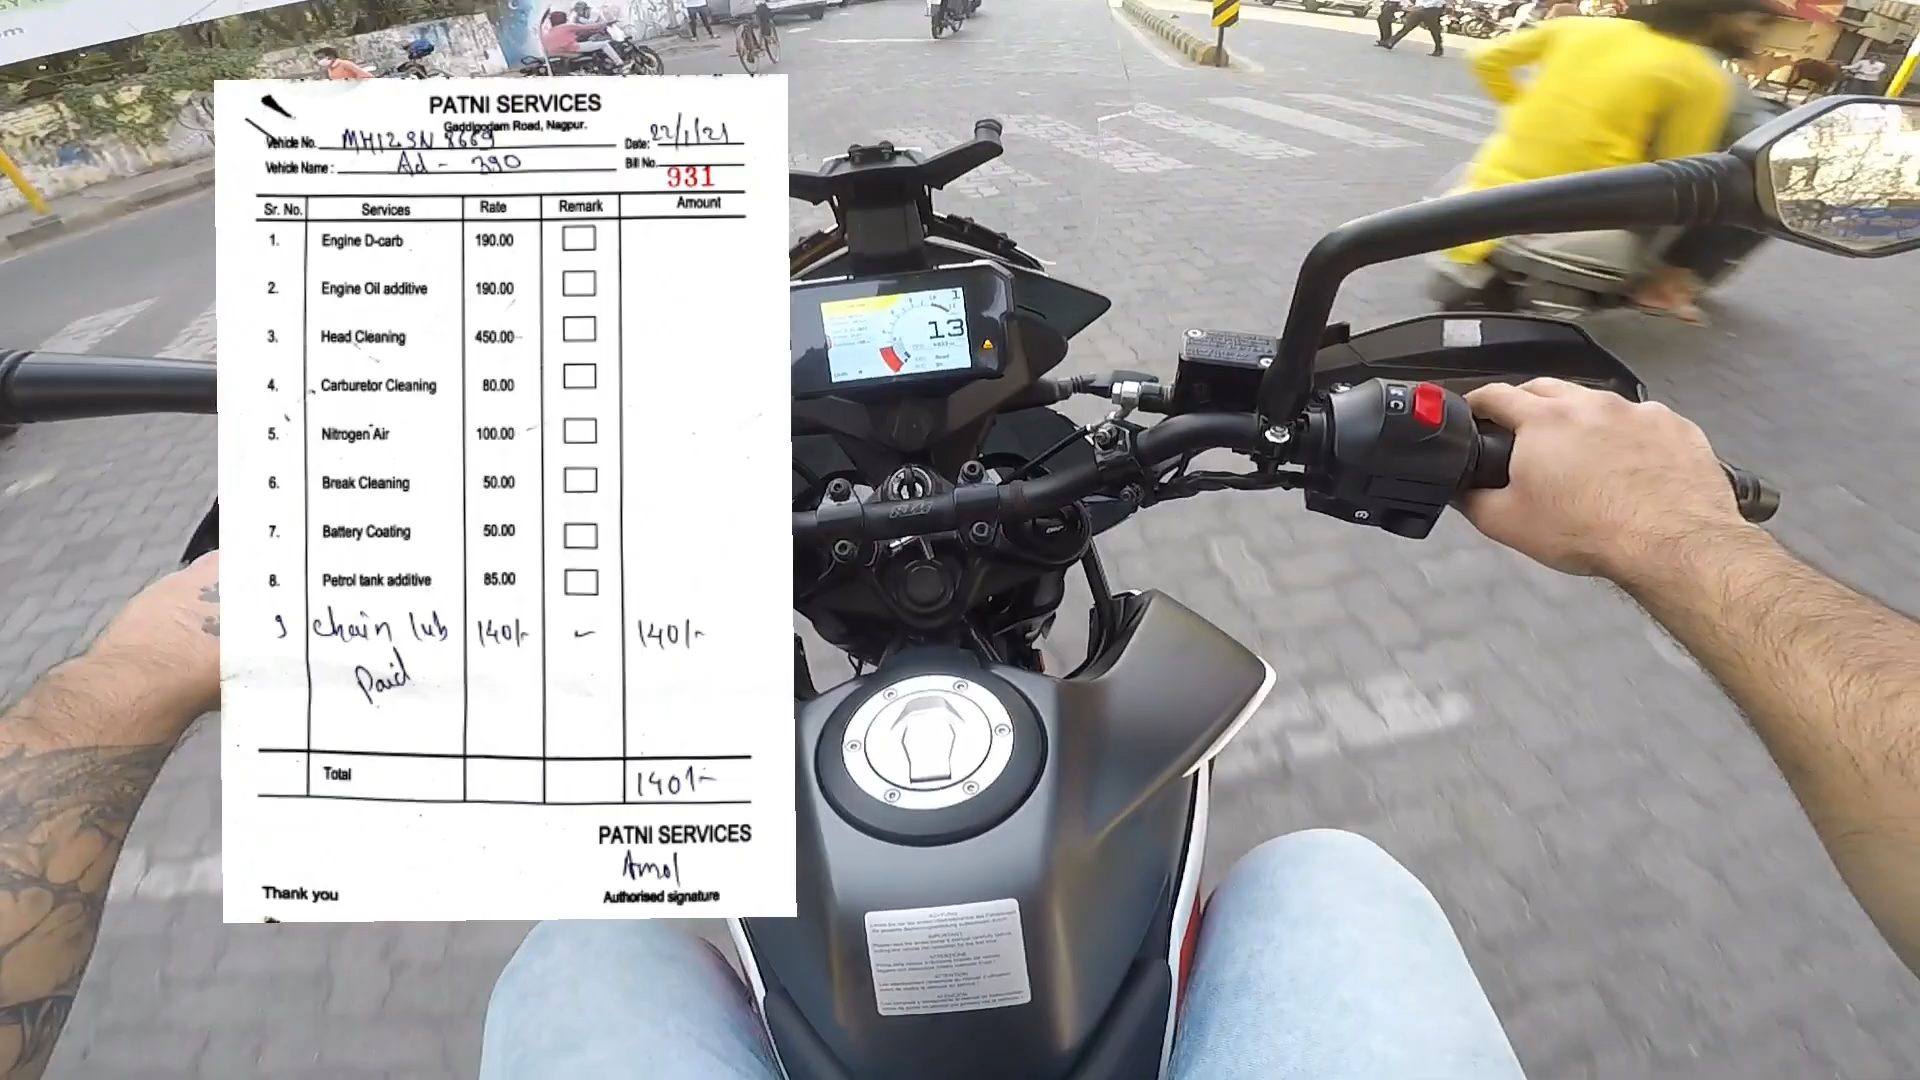 PATNI SERVICES
Gaddigodam Road, Nagpur.
Vehicle No. MH12SN8669 Date: 22/1/21
Vehicle Name : Ad - 390 Bill No. 931
Sr. No. Services Rate Remark Amount
1. Engine D-carb 190.00
2. Engine Oil additive 190.00
3. Head Cleaning 450.00
4. Carburetor Cleaning 80.00
5. Nitrogen Air 100.00
6. Break Cleaning 50.00
7. Battery Coating 50.00
8. Petrol tank additive 85.00
9 Chain lub 140/- 140/-
Paid
Total 140/-
PATNI SERVICES
Amol
Thank you Authorised signature
1
13
KTM